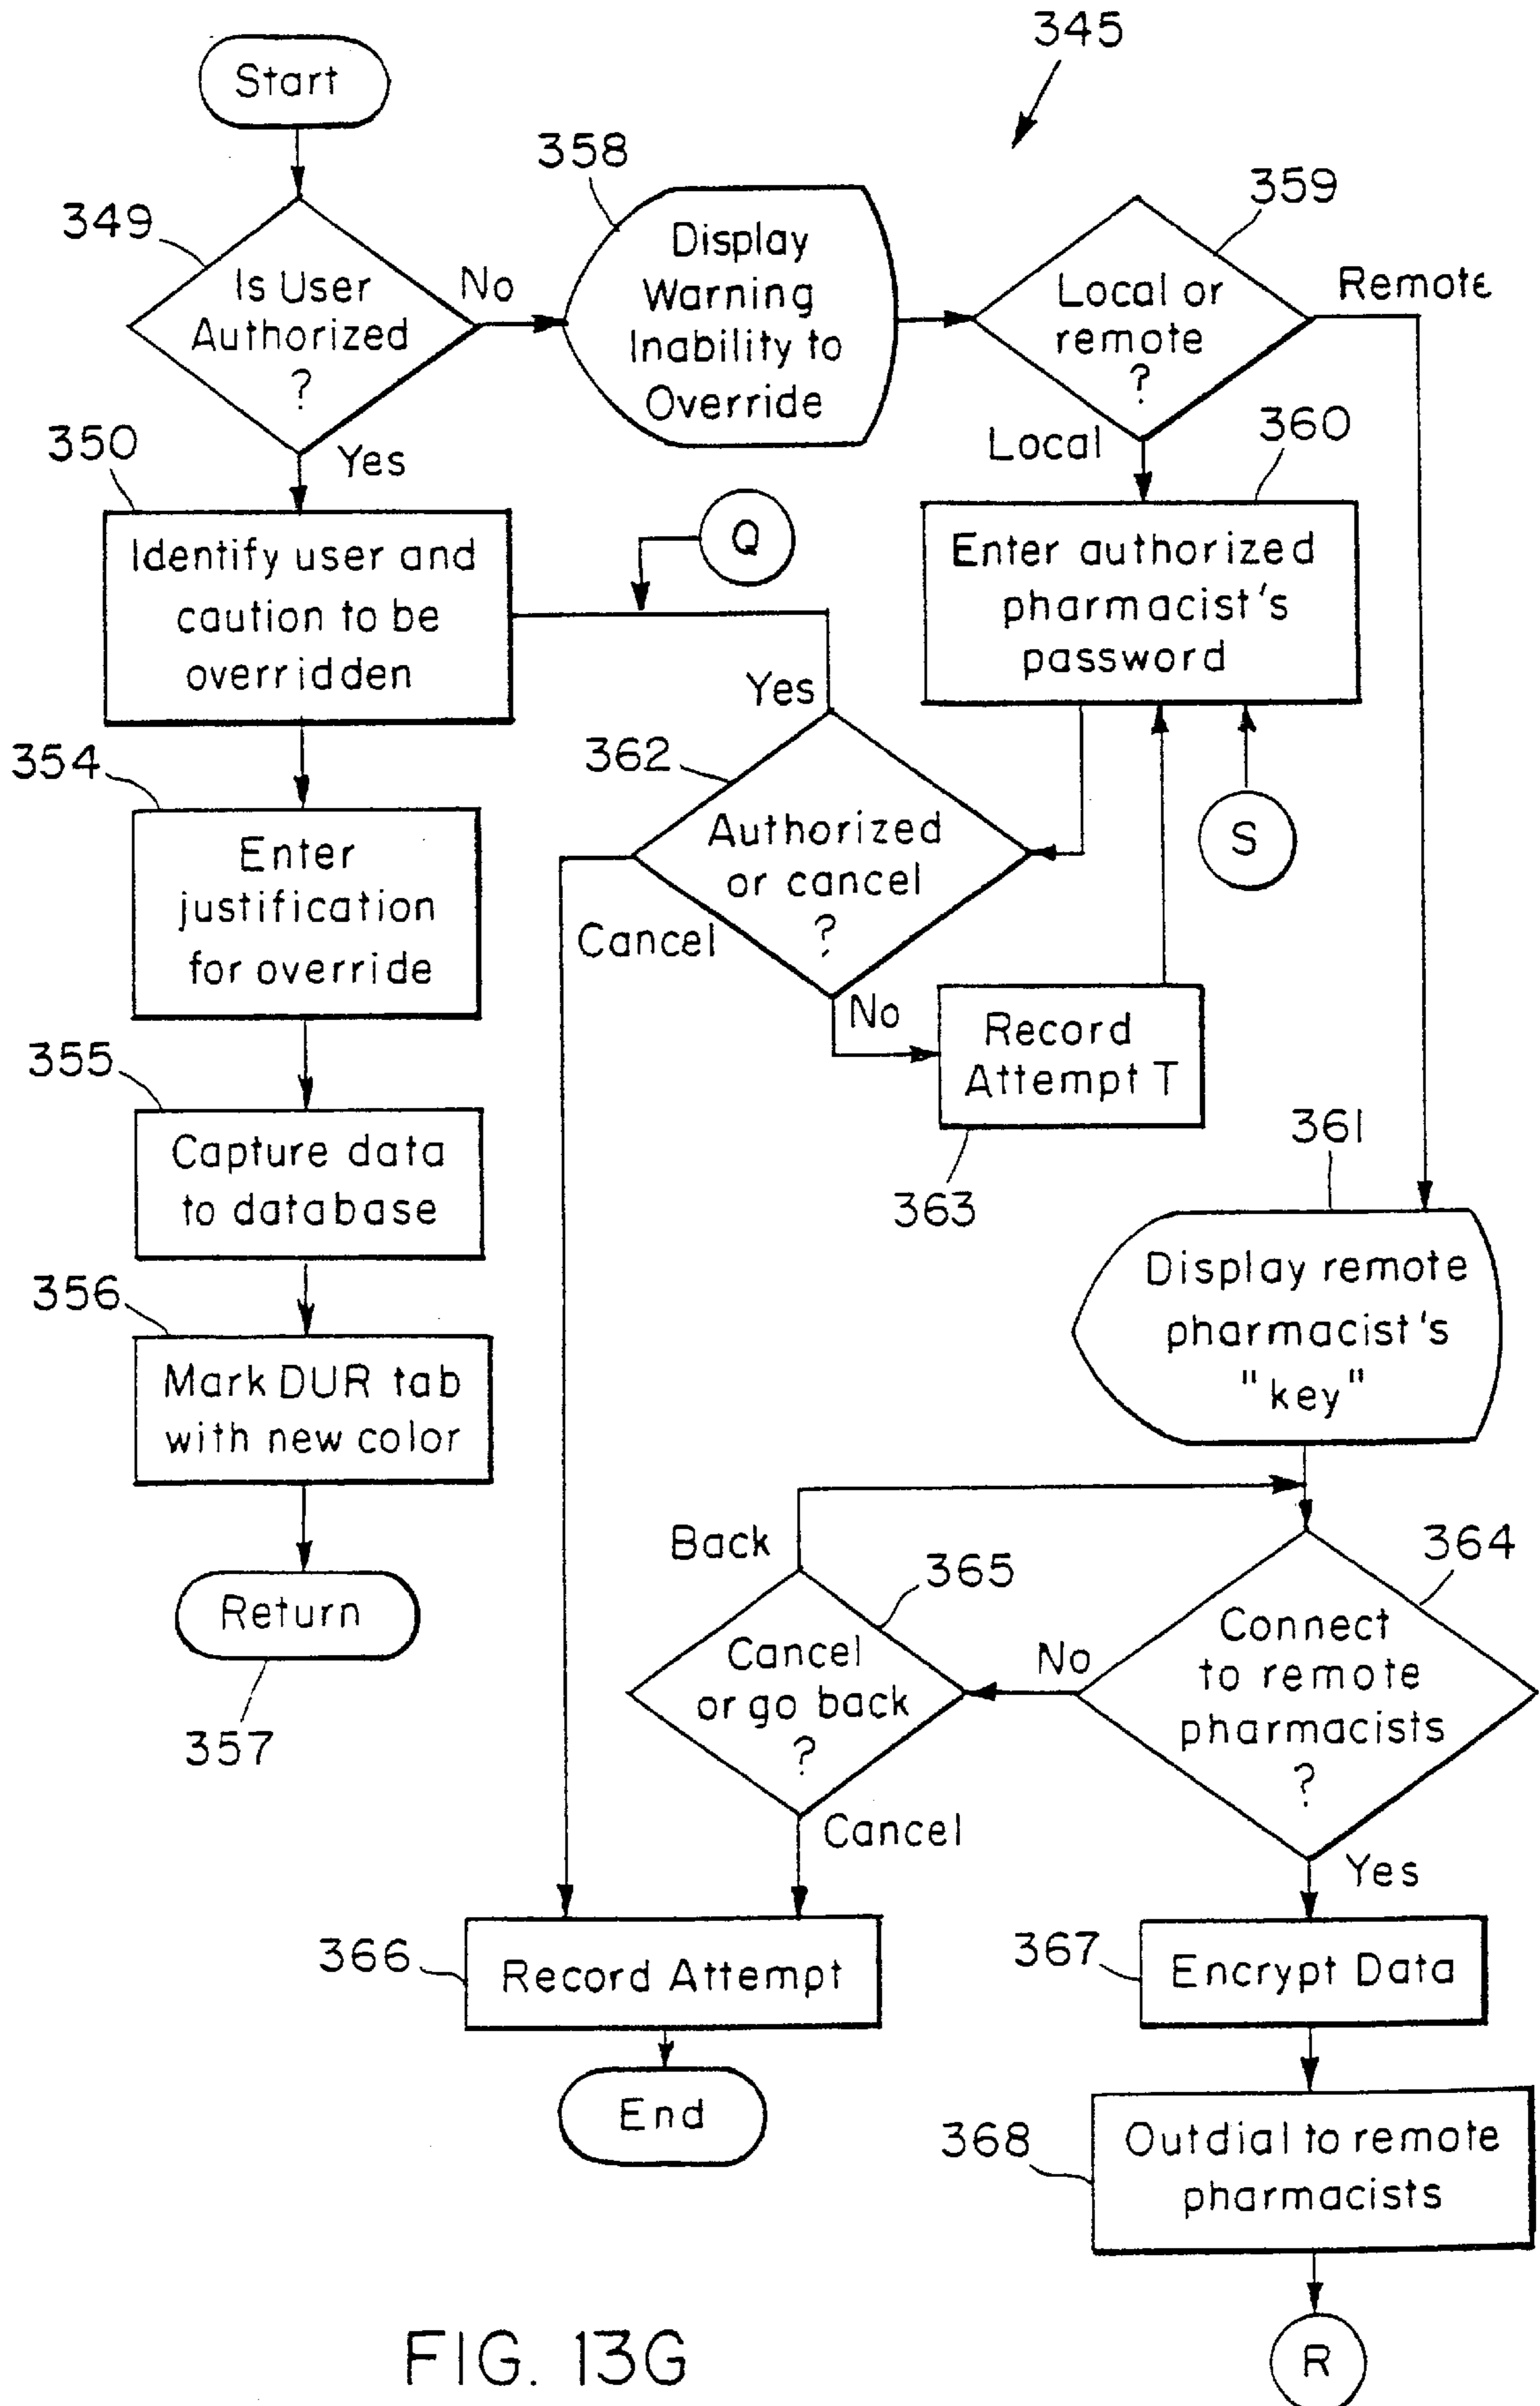 345
Start
358
359
349
Is User
Authorized
?
No
Display
Warning
Inability to
Override
Local or
remote
?
Remote
Yes
Local
350
360
Identify user and
caution to be
overridden
Q
Enter authorized
pharmacist's
password
Yes
354
362
Authorized
or cancel
?
S
Enter
justification
for override
Cancel
No
Record
Attempt T
363
355
Capture data
to database
361
Display remote
pharmacist's
"key"
356
Mark DUR tab
with new color
Back
365
364
Return
357
Cancel
or go back
?
No
Connect
to remote
pharmacists
?
Cancel
Yes
366
Record Attempt
367
Encrypt Data
End
368
Outdial to remote
pharmacists
R
FIG. 13G